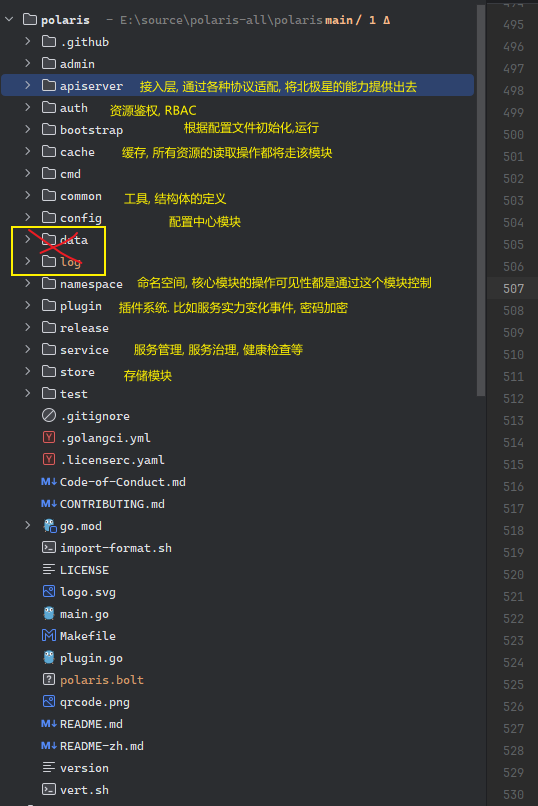 polaris – E:\source\polaris-all\polaris main / 1 Δ
.github
admin
apiserver 接入层, 通过各种协议适配, 将北极星的能力提供出去
auth 资源鉴权, RBAC
bootstrap 根据配置文件初始化,运行
cache 缓存, 所有资源的读取操作都将走该模块
cmd
common 工具, 结构体的定义
config 配置中心模块
data
log
namespace 命名空间, 核心模块的操作可见性都是通过这个模块控制
plugin 插件系统. 比如服务实力变化事件, 密码加密
release
service 服务管理, 服务治理, 健康检查等
store 存储模块
test
.gitignore
.golangci.yml
.licenserc.yaml
Code-of-Conduct.md
CONTRIBUTING.md
go.mod
import-format.sh
LICENSE
logo.svg
main.go
Makefile
plugin.go
polaris.bolt
qrcode.png
README.md
README-zh.md
version
vert.sh
495
496
497
498
499
500
501
502
503
504
505
506
507
508
509
510
511
512
513
514
515
516
517
518
519
520
521
522
523
524
525
526
527
528
529
530